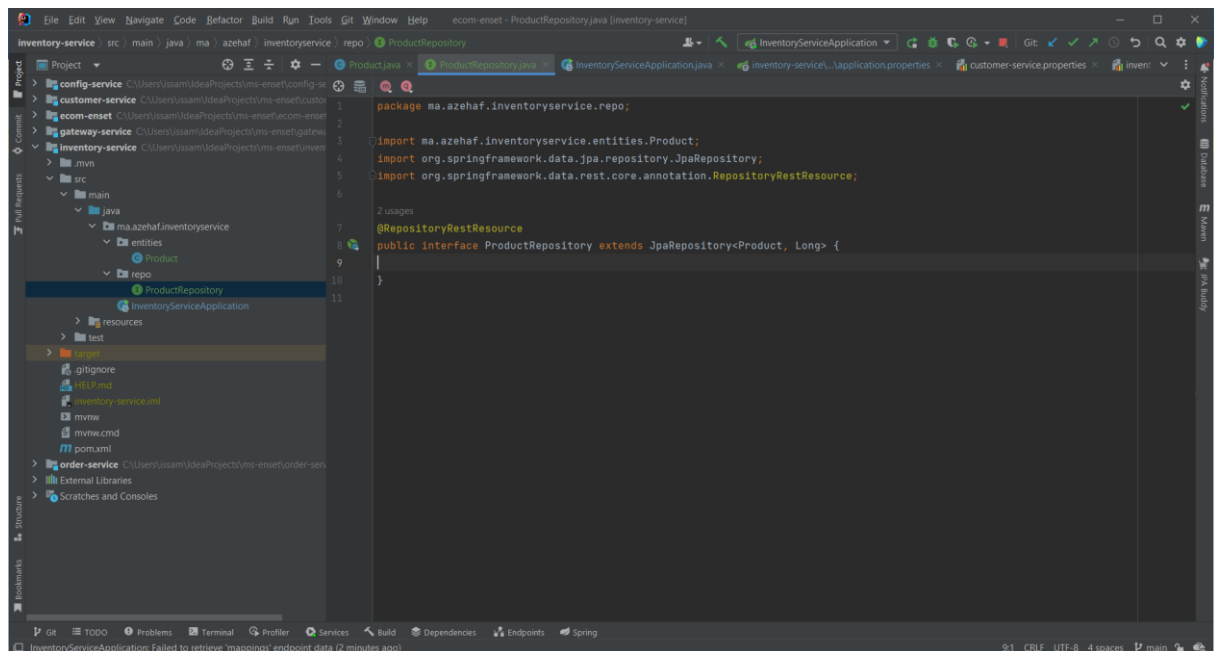 File Edit View Navigate Code Refactor Build Run Tools Git Window Help ecom-enset - ProductRepository.java [inventory-service]
inventory-service src main java ma azehaf inventoryservice repo ProductRepository InventoryServiceApplication Git:
Project
Product.java ProductRepository.java InventoryServiceApplication.java inventory-service\...\application.properties customer-service.properties invent
config-service C:\Users\issam\IdeaProjects\ms-enset\config-se
customer-service C:\Users\issam\IdeaProjects\ms-enset\custo
ecom-enset C:\Users\issam\IdeaProjects\ms-enset\ecom-enset
gateway-service C:\Users\issam\IdeaProjects\ms-enset\gatew
inventory-service C:\Users\issam\IdeaProjects\ms-enset\inven
.mvn
src
main
java
ma.azehaf.inventoryservice
entities
Product
repo
ProductRepository
InventoryServiceApplication
resources
test
target
.gitignore
HELP.md
inventory-service.iml
mvnw
mvnw.cmd
pom.xml
order-service C:\Users\issam\IdeaProjects\ms-enset\order-serv
External Libraries
Scratches and Consoles
1 package ma.azehaf.inventoryservice.repo;
2
3 import ma.azehaf.inventoryservice.entities.Product;
4 import org.springframework.data.jpa.repository.JpaRepository;
5 import org.springframework.data.rest.core.annotation.RepositoryRestResource;
6
2 usages
7 @RepositoryRestResource
8 public interface ProductRepository extends JpaRepository<Product, Long> {
9
10 }
11
Project
Commit
Pull Requests
Structure
Bookmarks
Notifications
Database
Maven
JPA Buddy
Git TODO Problems Terminal Profiler Services Build Dependencies Endpoints Spring
InventoryServiceApplication: Failed to retrieve 'mappings' endpoint data (2 minutes ago) 9:1 CRLF UTF-8 4 spaces main